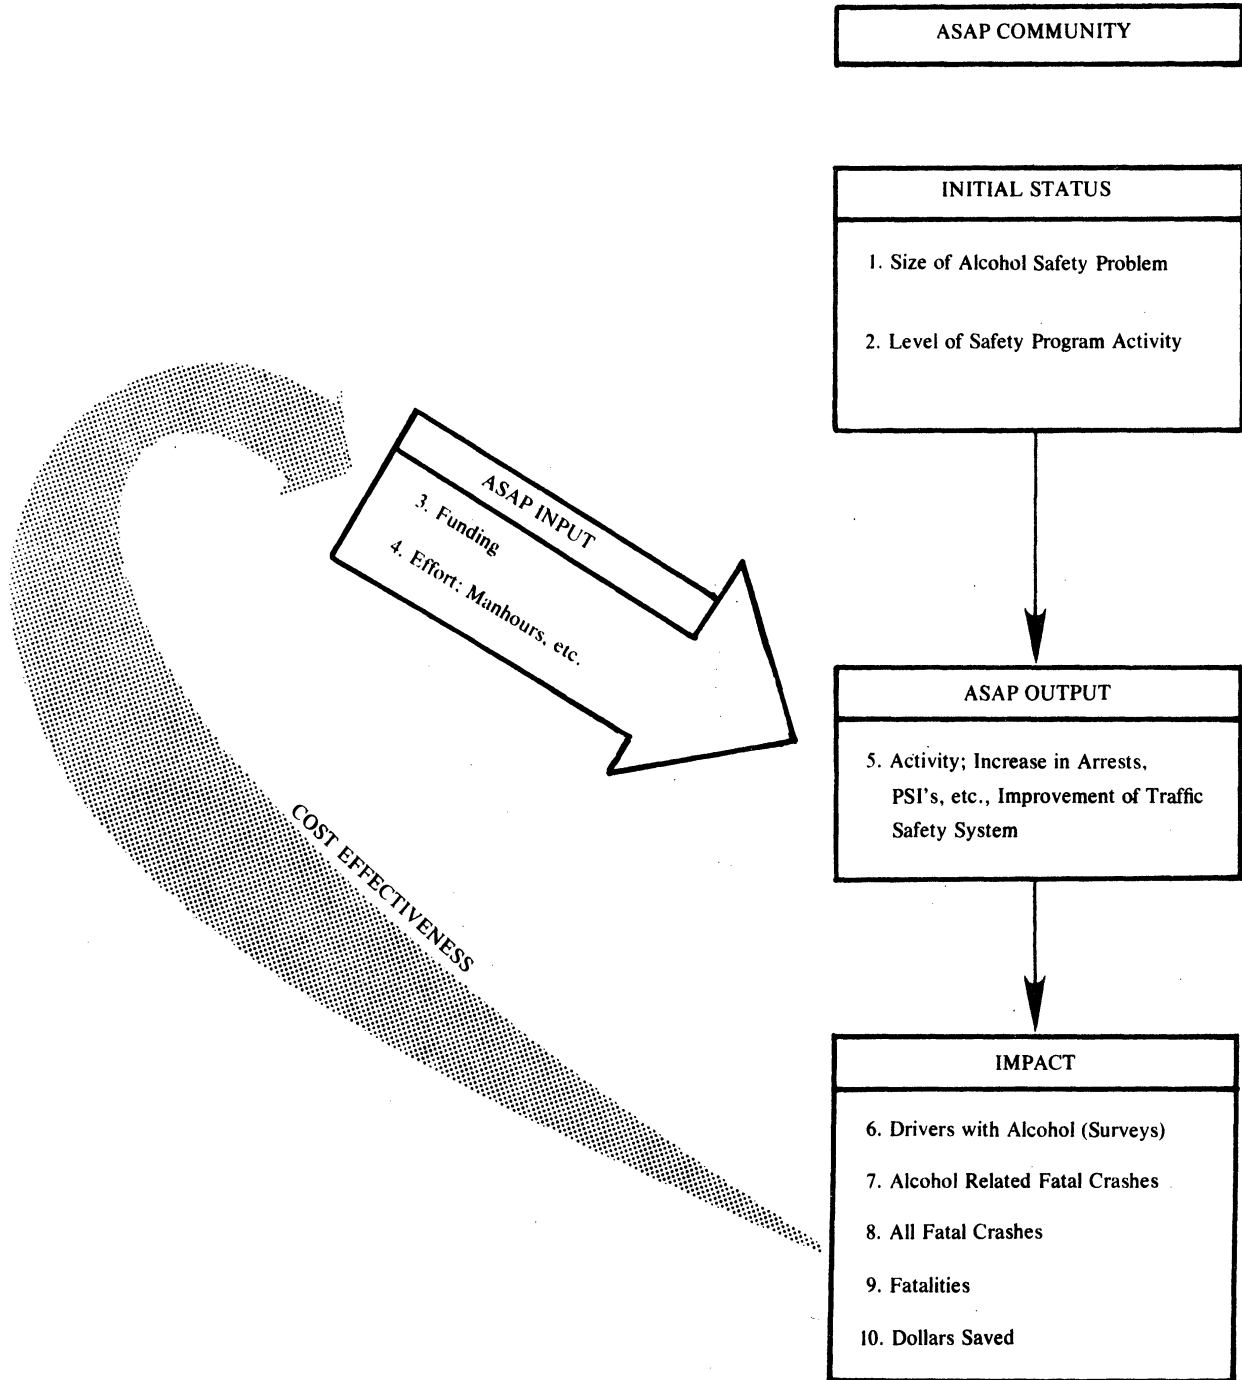 ASAP COMMUNITY
INITIAL STATUS
1. Size of Alcohol Safety Problem
2. Level of Safety Program Activity
ASAP INPUT
3. Funding
4. Effort: Manhours, etc.
ASAP OUTPUT
5. Activity; Increase in Arrests,
PSI's, etc., Improvement of Traffic
Safety System
COST EFFECTIVENESS
IMPACT
6. Drivers with Alcohol (Surveys)
7. Alcohol Related Fatal Crashes
8. All Fatal Crashes
9. Fatalities
10. Dollars Saved